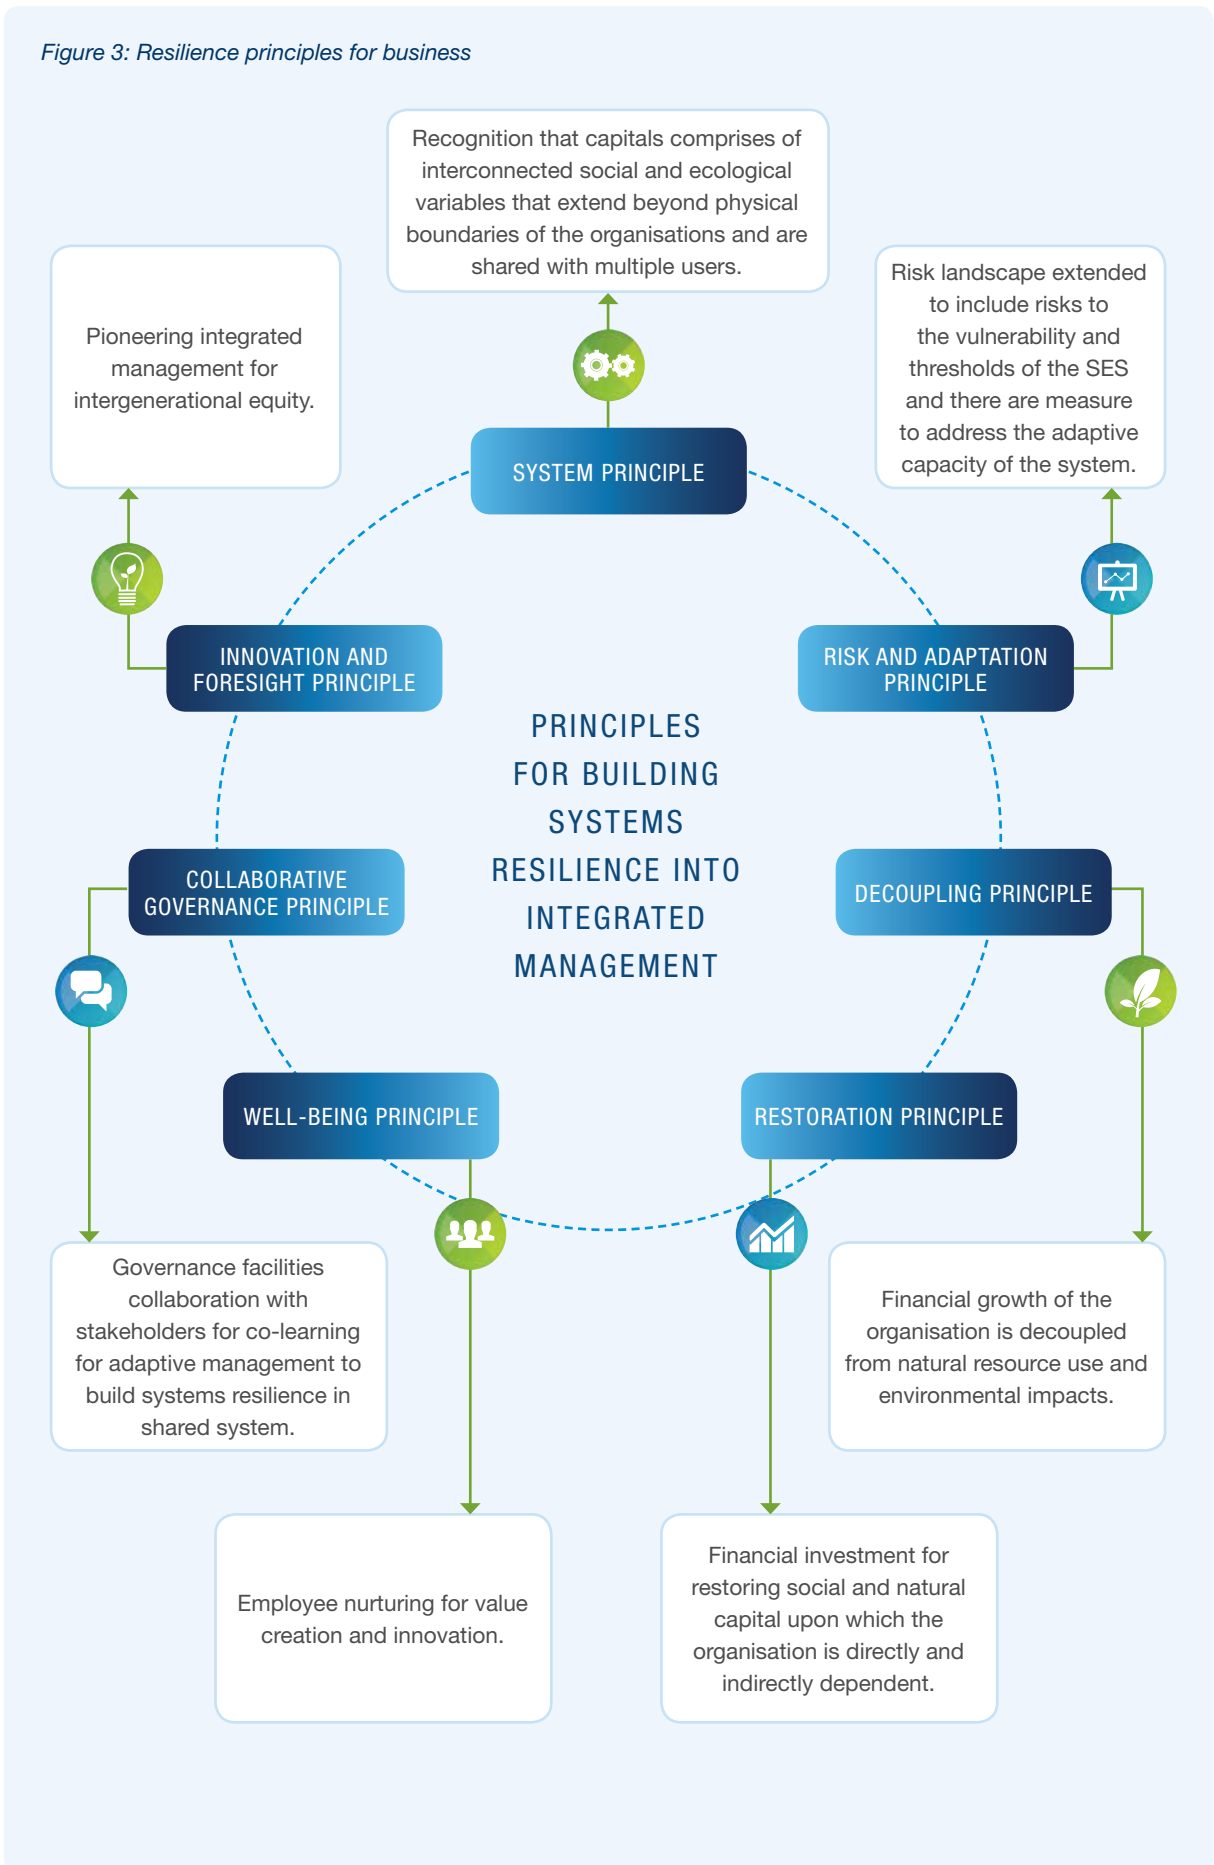 Figure 3: Resilience principles for business
Recognition that capitals comprises of
interconnected social and ecological
variables that extend beyond physical
boundaries of the organisations and are
shared with multiple users.
Pioneering integrated
management for
intergenerational equity.
Risk landscape extended
to include risks to
the vulnerability and
thresholds of the SES
and there are measure
to address the adaptive
capacity of the system.
SYSTEM PRINCIPLE
INNOVATION AND
FORESIGHT PRINCIPLE
RISK AND ADAPTATION
PRINCIPLE
PRINCIPLES
FOR BUILDING
SYSTEMS
RESILIENCE INTO
INTEGRATED
MANAGEMENT
COLLABORATIVE
GOVERNANCE PRINCIPLE
DECOUPLING PRINCIPLE
WELL-BEING PRINCIPLE
RESTORATION PRINCIPLE
Governance facilities
collaboration with
stakeholders for co-learning
for adaptive management to
build systems resilience in
shared system.
Financial growth of the
organisation is decoupled
from natural resource use and
environmental impacts.
Employee nurturing for value
creation and innovation.
Financial investment for
restoring social and natural
capital upon which the
organisation is directly and
indirectly dependent.